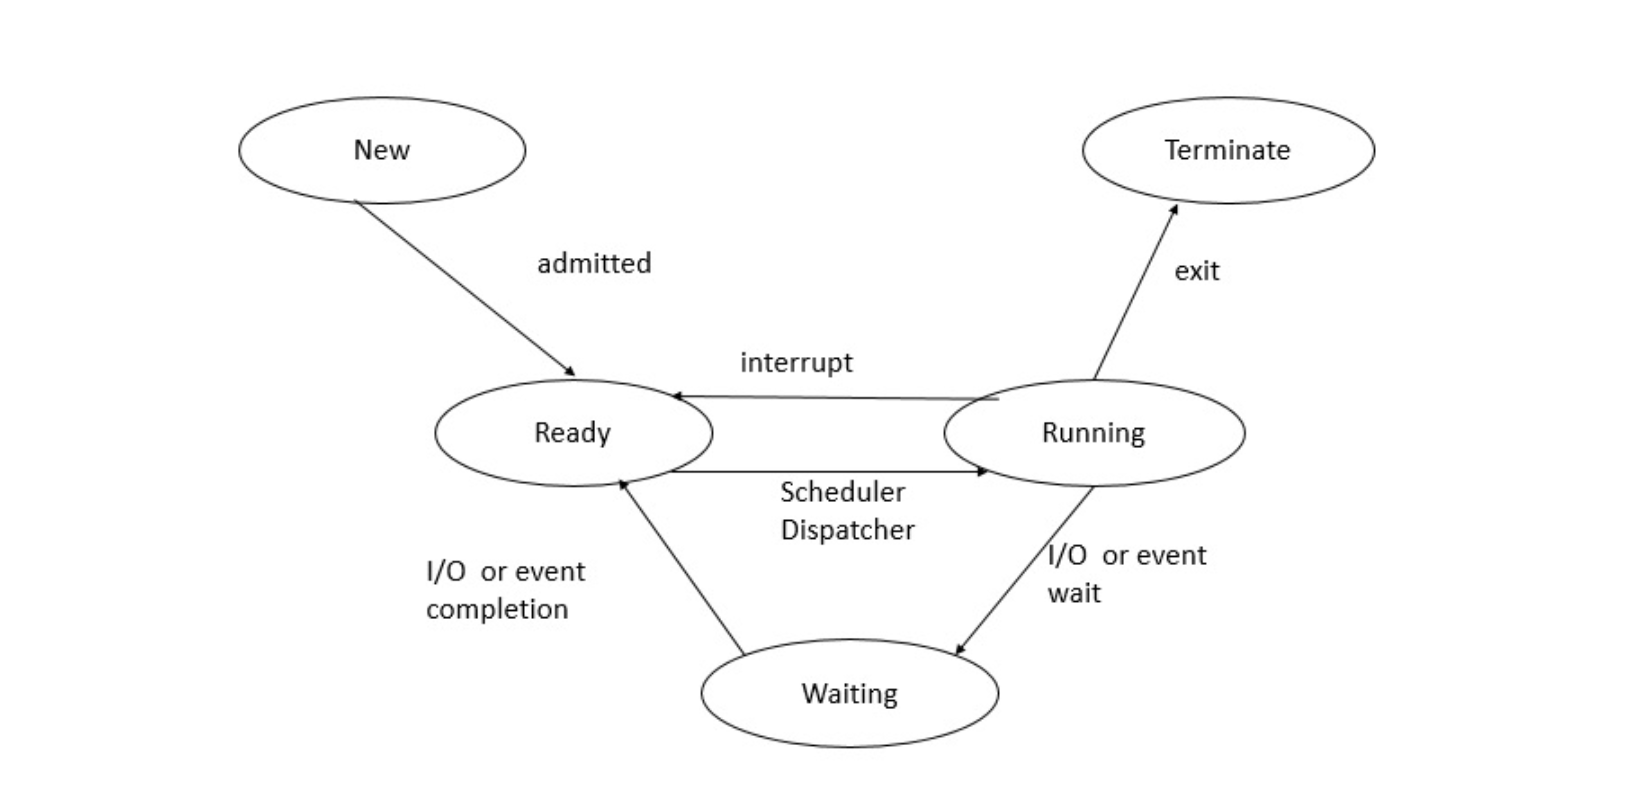 New
Terminate
admitted
exit
interrupt
Ready
Running
Scheduler
Dispatcher
I/O  or event
wait
I/O  or event
completion
Waiting